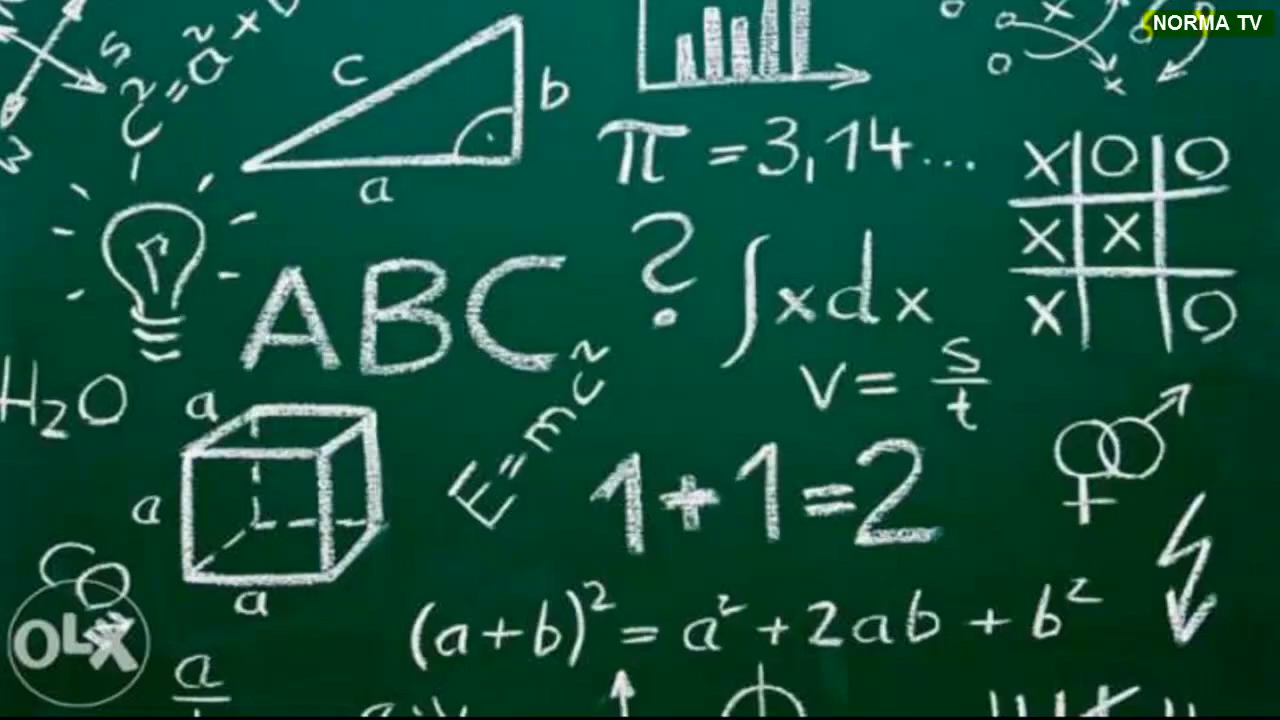 NORMA TV
c
b
a
π = 3,14...
X O O
X X
X O
?
ABC
∫xdx
v = s/t
H₂O
a
a
a
E=mc²
1+1=2
(a+b)² = a² + 2ab + b²
OLX
a